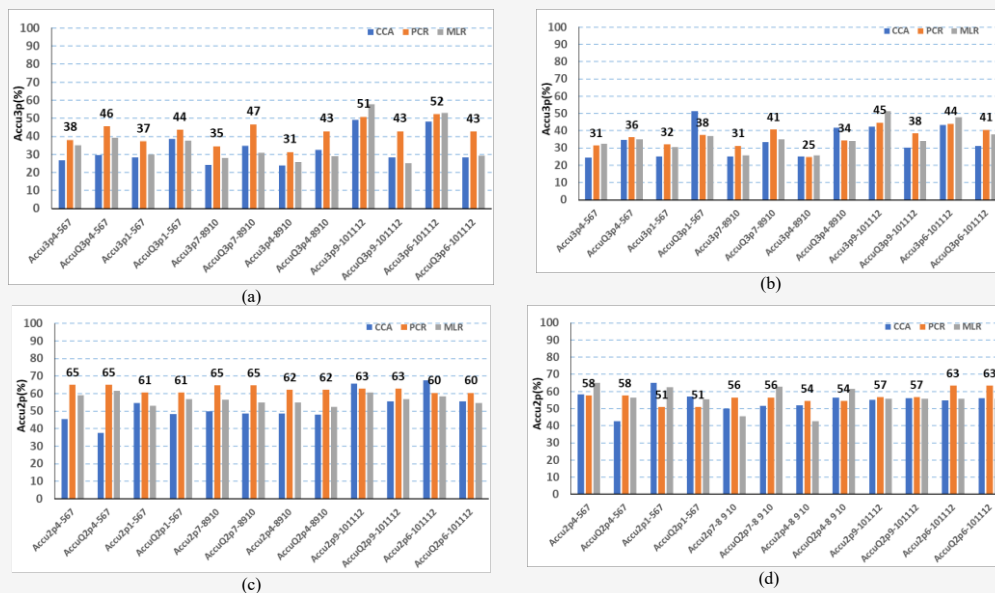 (a)
100
90
80
70
60
50
40
30
20
10
0
Accu3p(%)
CCA PCR MLR
38 46 37 44 35 47 31 43 51 43 52 43
Accu3p4-567
AccuQ3p4-567
Accu3p1-567
AccuQ3p1-567
Accu3p7-8910
AccuQ3p7-8910
Accu3p4-8910
AccuQ3p4-8910
Accu3p9-101112
AccuQ3p9-101112
Accu3p6-101112
AccuQ3p6-101112
(b)
100
90
80
70
60
50
40
30
20
10
0
Accu3p(%)
CCA PCR MLR
31 36 32 38 31 41 25 34 45 38 44 41
Accu3p4-567
AccuQ3p4-567
Accu3p1-567
AccuQ3p1-567
Accu3p7-8910
AccuQ3p7-8910
Accu3p4-8910
AccuQ3p4-8910
Accu3p9-101112
AccuQ3p9-101112
Accu3p6-101112
AccuQ3p6-101112
(c)
100
90
80
70
60
50
40
30
20
10
0
Accu2p(%)
CCA PCR MLR
65 65 61 61 65 65 62 62 63 63 60 60
Accu2p4-567
AccuQ2p4-567
Accu2p1-567
AccuQ2p1-567
Accu2p7-8910
AccuQ2p7-8910
Accu2p4-8910
AccuQ2p4-8910
Accu2p9-101112
AccuQ2p9-101112
Accu2p6-101112
AccuQ2p6-101112
(d)
100
90
80
70
60
50
40
30
20
10
0
Accu2p(%)
CCA PCR MLR
58 58 51 51 56 56 54 54 57 57 63 63
Accu2p4-567
AccuQ2p4-567
Accu2p1-567
AccuQ2p1-567
Accu2p7-8 9 10
AccuQ2p7-8 9 10
Accu2p4-8 9 10
AccuQ2p4-8 9 10
Accu2p9-101112
AccuQ2p9-101112
Accu2p6-101112
AccuQ2p6-101112